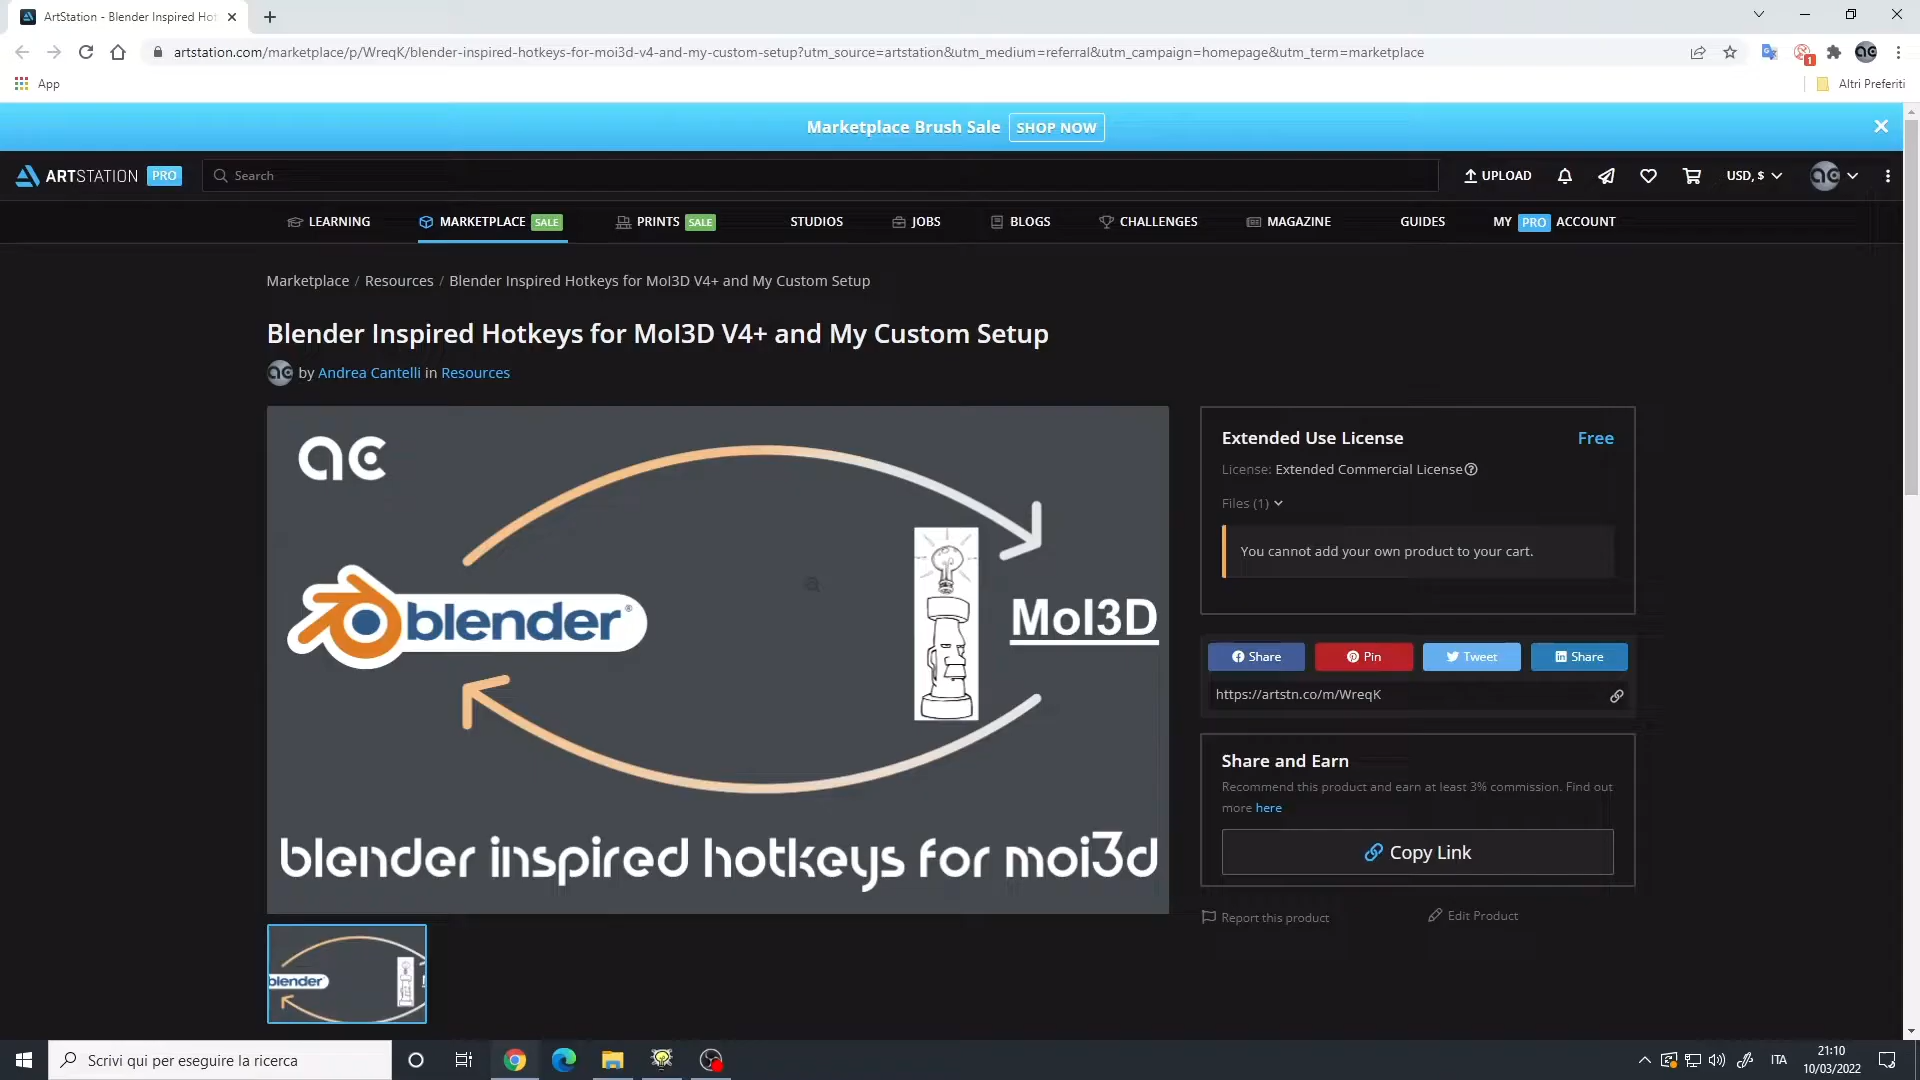 ArtStation - Blender Inspired Hot
artstation.com/marketplace/p/WreqK/blender-inspired-hotkeys-for-moi3d-v4-and-my-custom-setup?utm_source=artstation&utm_medium=referral&utm_campaign=homepage&utm_term=marketplace
1
App
Altri Preferiti
Marketplace Brush Sale SHOP NOW
ARTSTATION PRO
Search
UPLOAD
USD, $
LEARNING
MARKETPLACE SALE
PRINTS SALE
STUDIOS
JOBS
BLOGS
CHALLENGES
MAGAZINE
GUIDES
MY PRO ACCOUNT
Marketplace / Resources / Blender Inspired Hotkeys for MoI3D V4+ and My Custom Setup
Blender Inspired Hotkeys for MoI3D V4+ and My Custom Setup
by Andrea Cantelli in Resources
ac
blender®
MoI3D
blender inspired hotkeys for moi3d
Extended Use License Free
License: Extended Commercial License
Files (1)
You cannot add your own product to your cart.
Share
Pin
Tweet
Share
https://artstn.co/m/WreqK
Share and Earn
Recommend this product and earn at least 3% commission. Find out
more here
Copy Link
Report this product
Edit Product
blender
Scrivi qui per eseguire la ricerca
ITA
21:10
10/03/2022